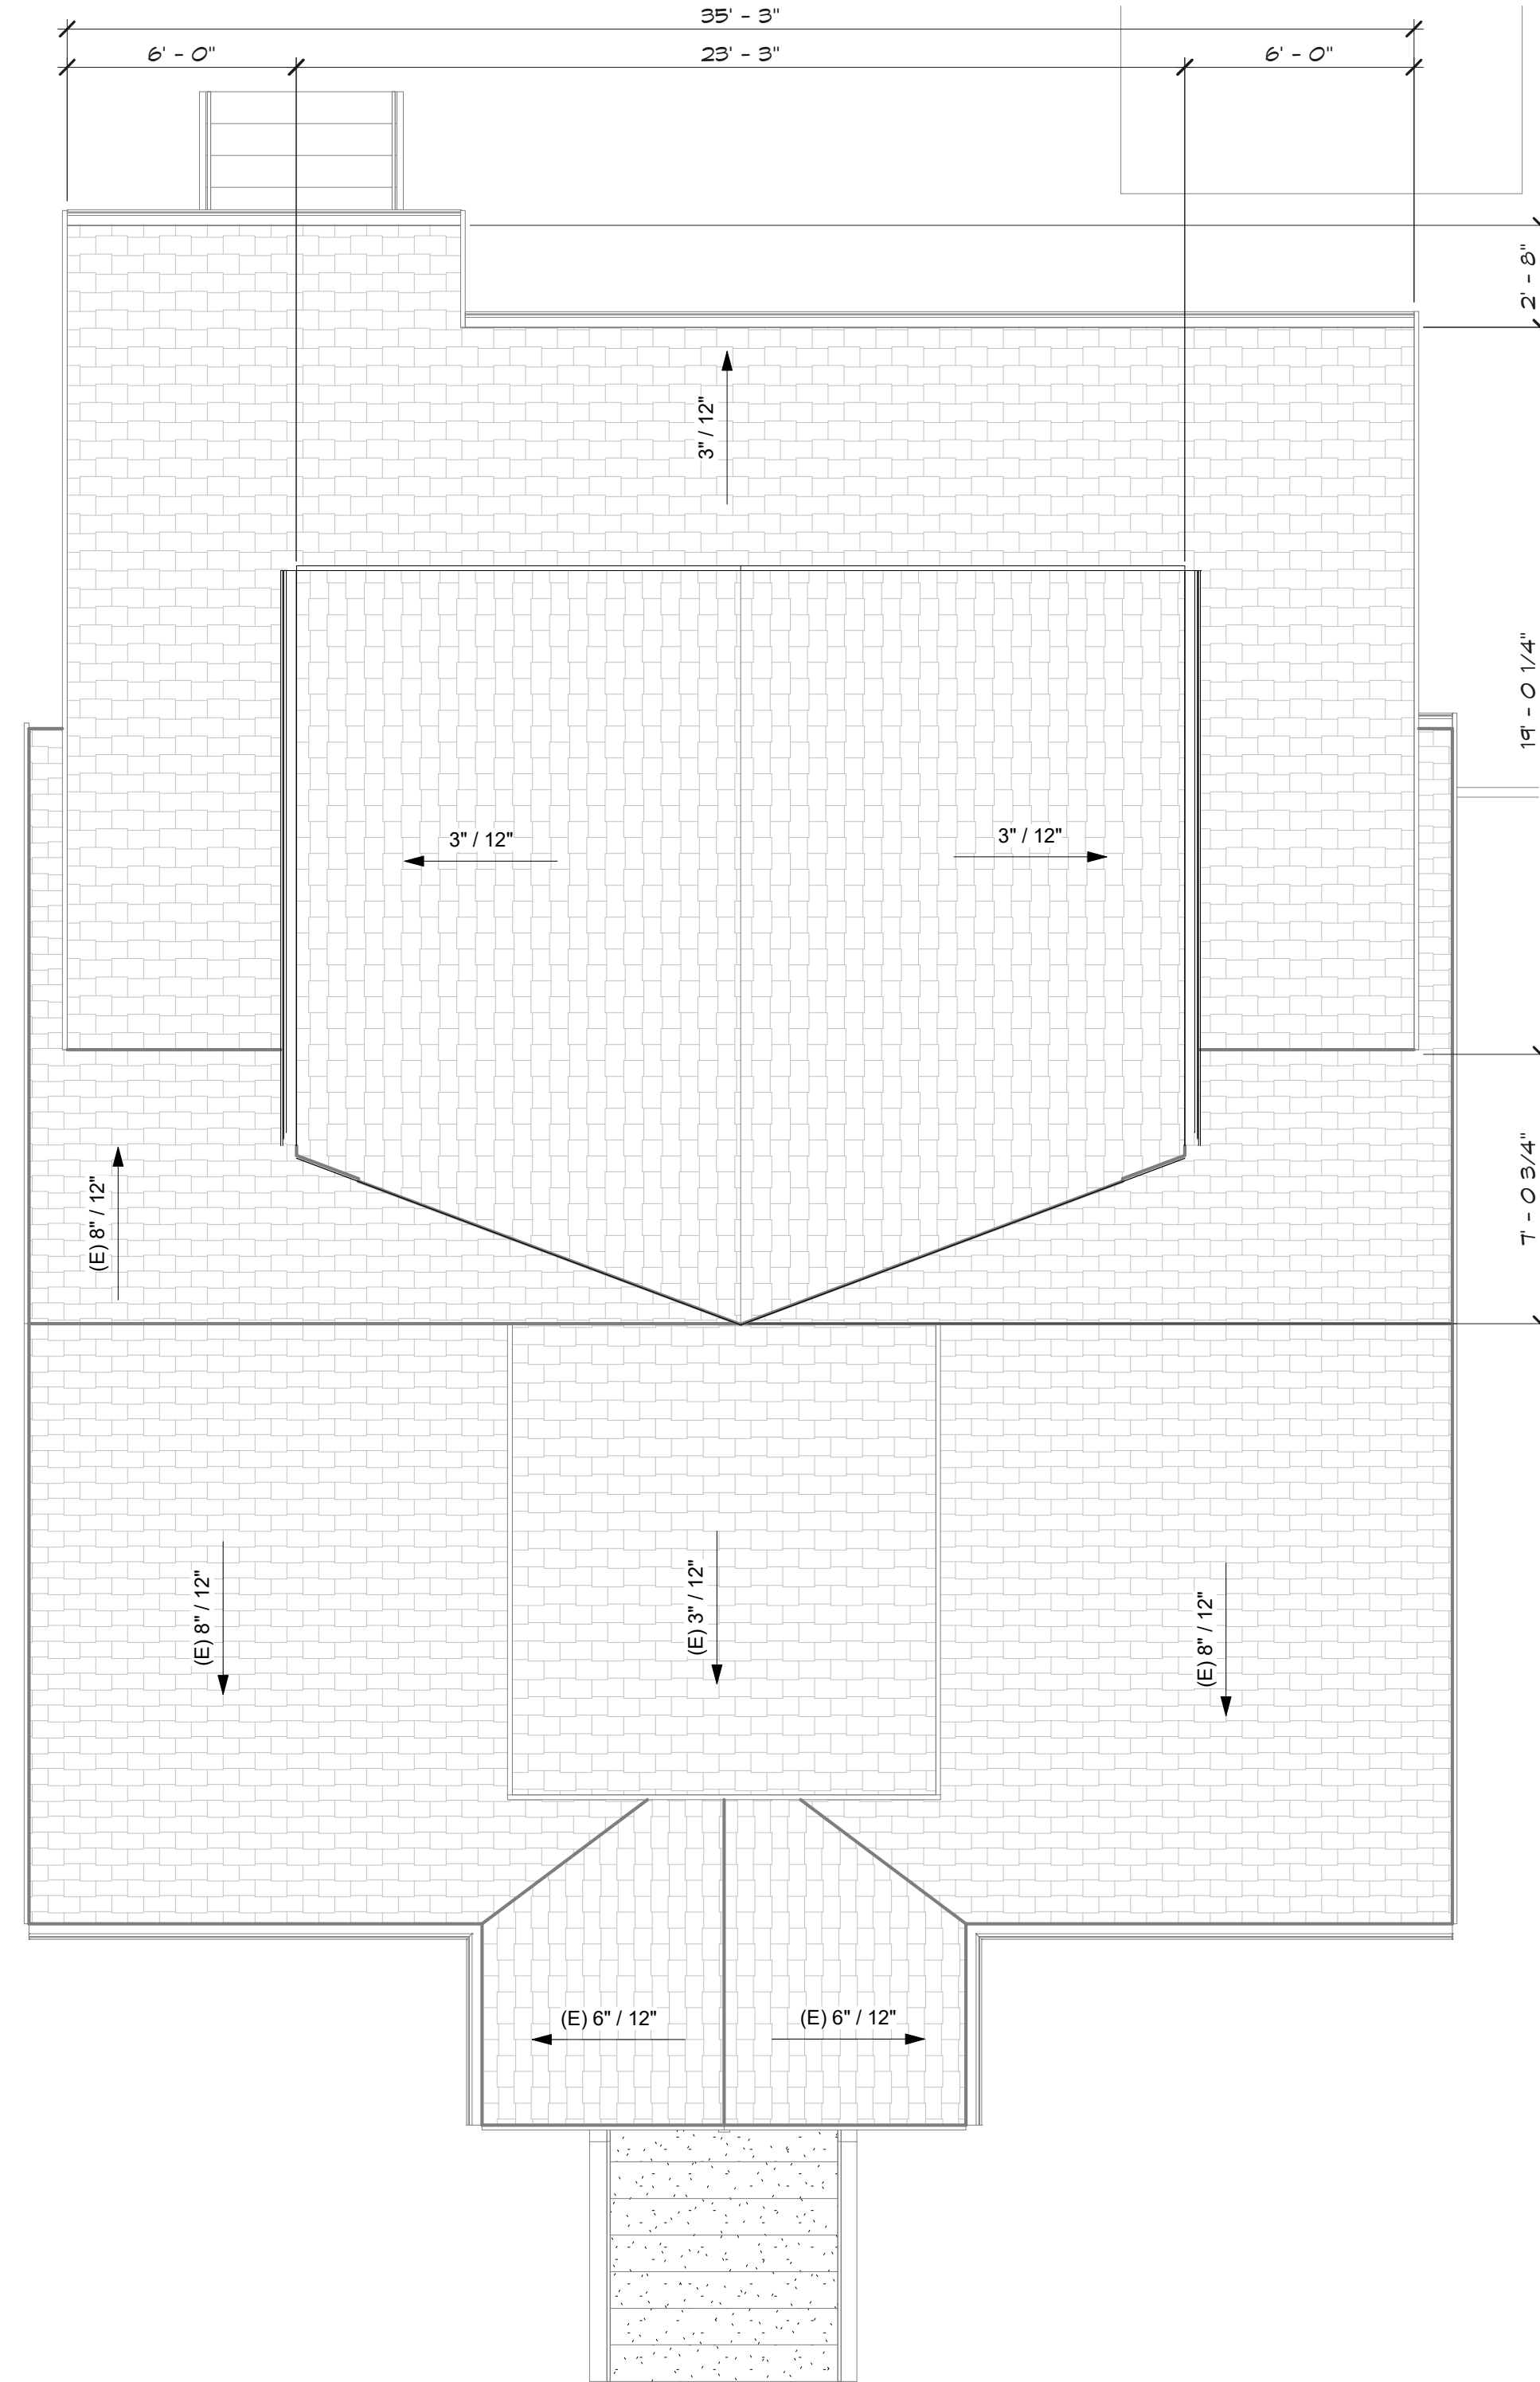 35' - 3"
6' - 0"
23' - 3"
6' - 0"
2' - 8"
3" / 12"
19' - 0 1/4"
3" / 12"
3" / 12"
7' - 0 3/4"
(E) 8" / 12"
(E) 8" / 12"
(E) 3" / 12"
(E) 8" / 12"
(E) 6" / 12"
(E) 6" / 12"